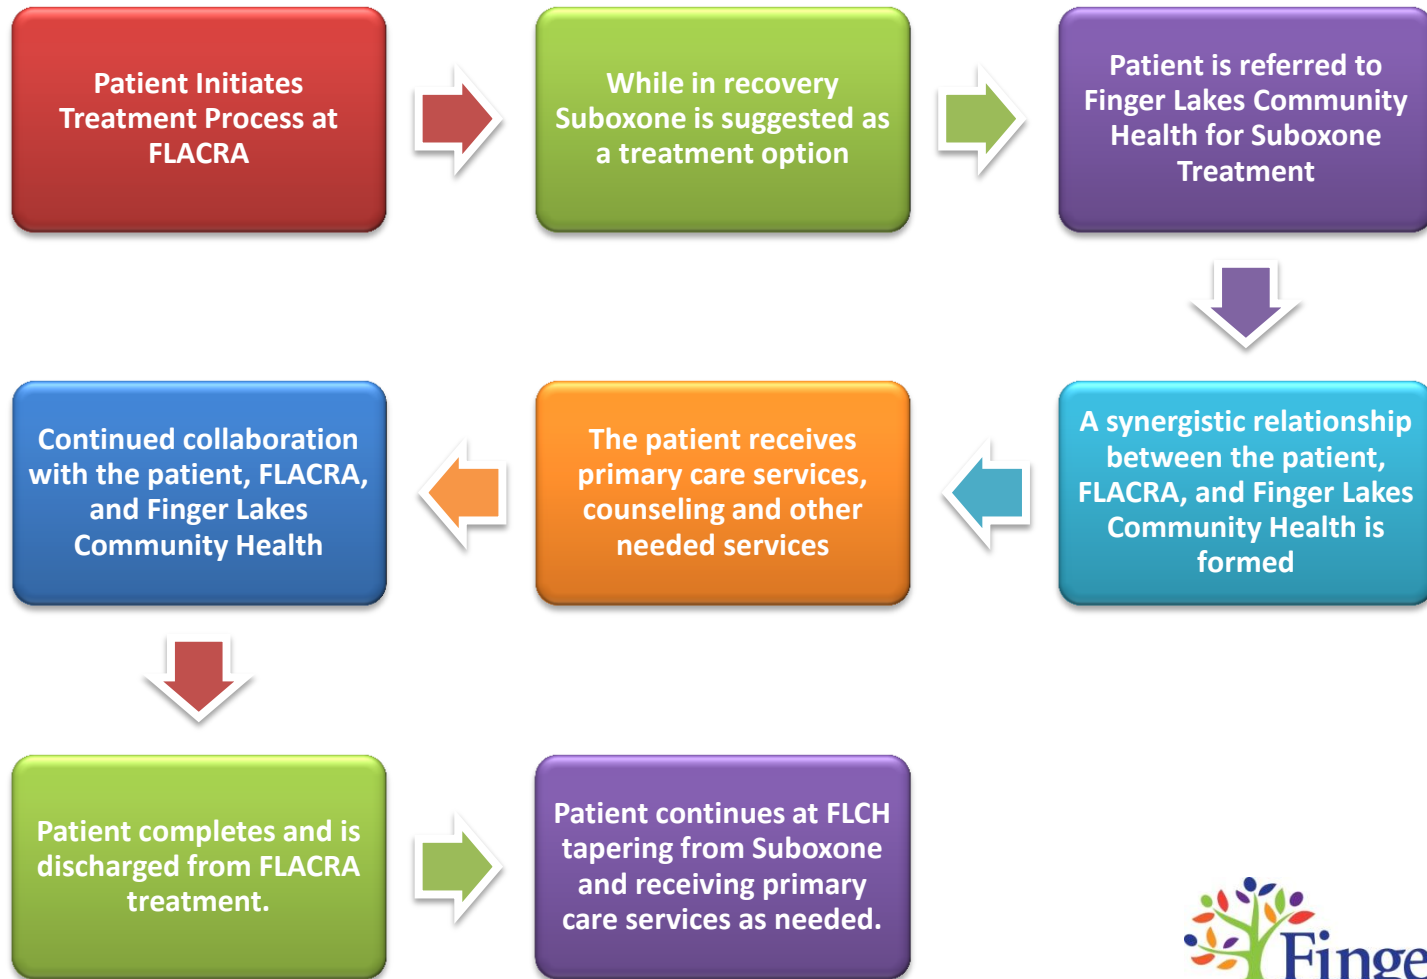 Patient Initiates
Treatment Process at
FLACRA
While in recovery
Suboxone is suggested as
a treatment option
Patient is referred to
Finger Lakes Community
Health for Suboxone
Treatment
A synergistic relationship
between the patient,
FLACRA, and Finger Lakes
Community Health is
formed
The patient receives
primary care services,
counseling and other
needed services
Continued collaboration
with the patient, FLACRA,
and Finger Lakes
Community Health
Patient completes and is
discharged from FLACRA
treatment.
Patient continues at FLCH
tapering from Suboxone
and receiving primary
care services as needed.
Finge